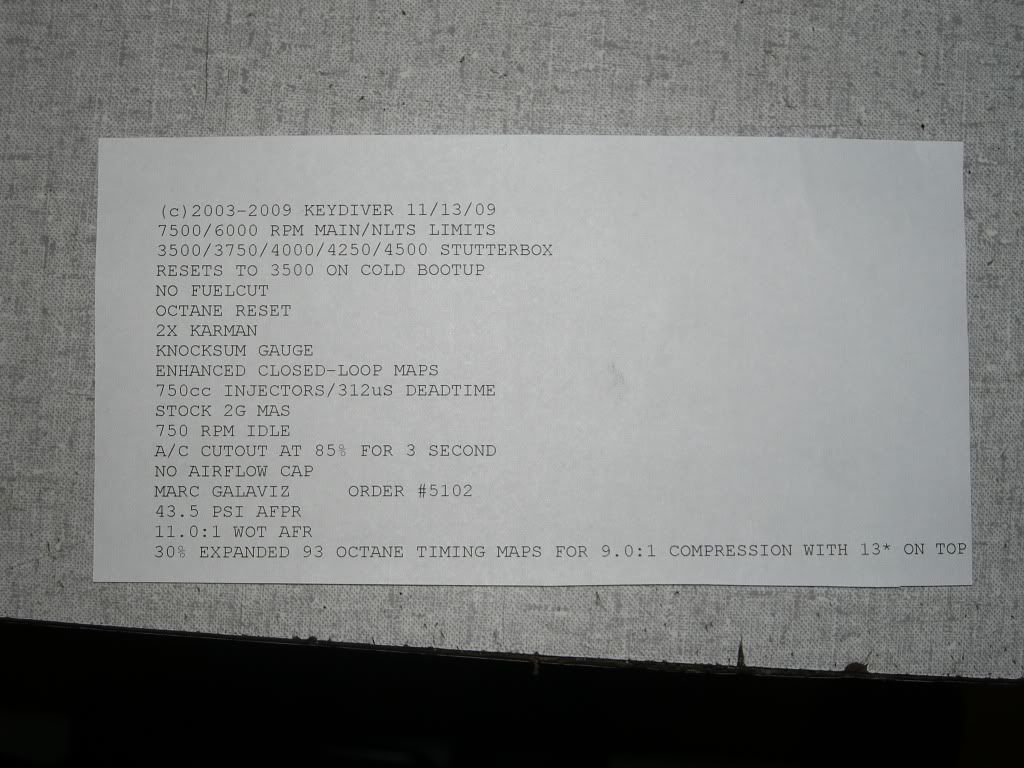 (c)2003-2009 KEYDIVER 11/13/09
7500/6000 RPM MAIN/NLTS LIMITS
3500/3750/4000/4250/4500 STUTTERBOX
RESETS TO 3500 ON COLD BOOTUP
NO FUELCUT
OCTANE RESET
2X KARMAN
KNOCKSUM GAUGE
ENHANCED CLOSED-LOOP MAPS
750cc INJECTORS/312uS DEADTIME
STOCK 2G MAS
750 RPM IDLE
A/C CUTOUT AT 85% FOR 3 SECOND
NO AIRFLOW CAP
MARC GALAVIZ ORDER #5102
43.5 PSI AFPR
11.0:1 WOT AFR
30% EXPANDED 93 OCTANE TIMING MAPS FOR 9.0:1 COMPRESSION WITH 13* ON TOP